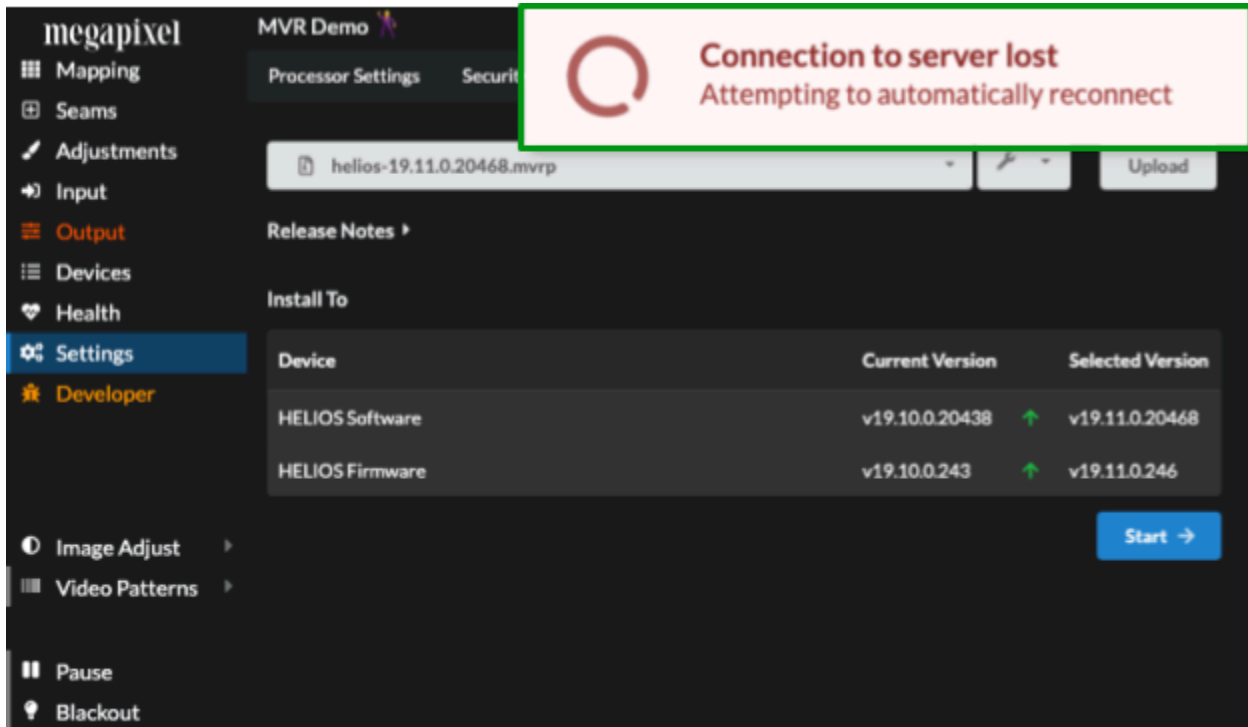 megapixel
MVR Demo
Connection to server lost
Attempting to automatically reconnect
Mapping
Seams
Adjustments
Input
Output
Devices
Health
Settings
Developer
Image Adjust
Video Patterns
Pause
Blackout
Processor Settings
helios-19.11.0.20468.mvrp
Upload
Release Notes
Install To
Device Current Version Selected Version
HELIOS Software v19.10.0.20438 v19.11.0.20468
HELIOS Firmware v19.10.0.243 v19.11.0.246
Start